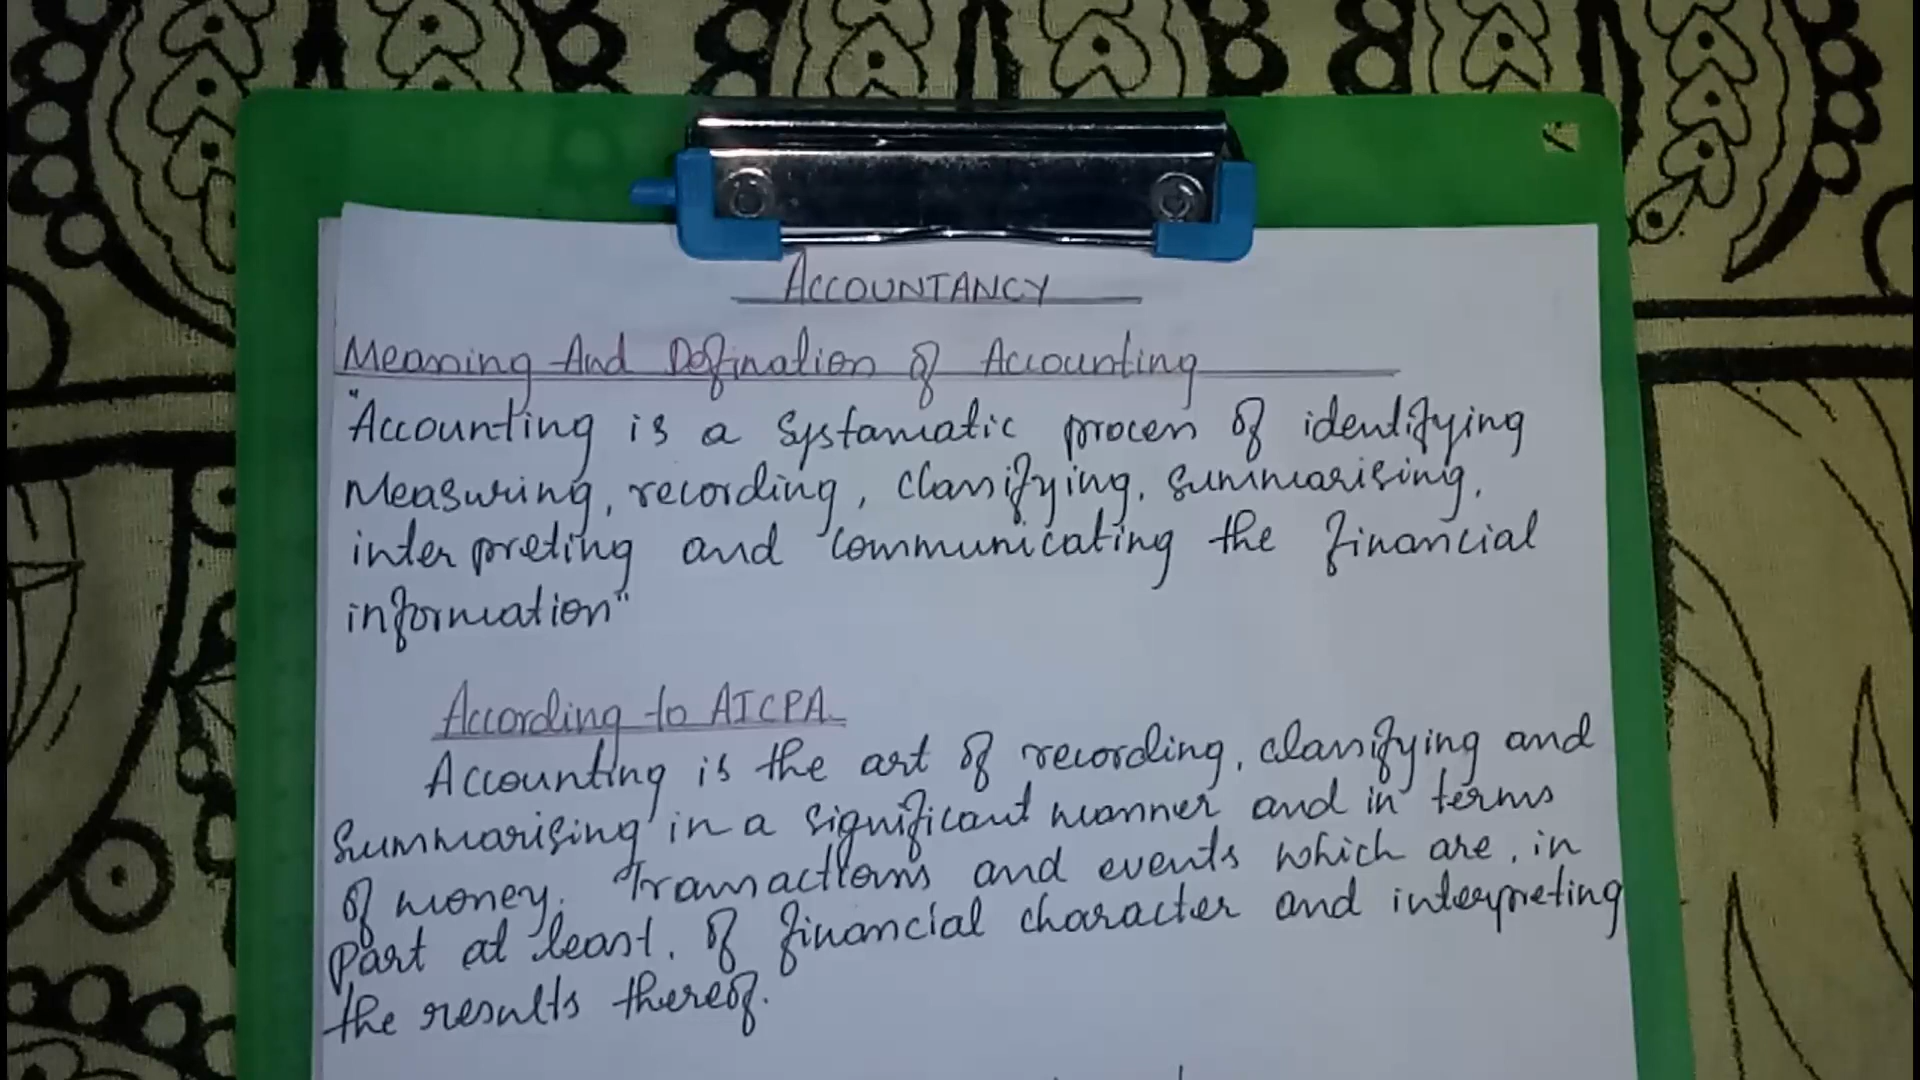 ACCOUNTANCY
Meaning And Defination of Accounting
"Accounting is a systamatic process of identifying
Measuring, recording, classifying, summarising,
interpreting and communicating the financial
information"
According to AICPA
Accounting is the art of recording, classifying and
summarising in a significant manner and in terms
of money. Transactions and events which are, in
part at least, of financial character and interpreting
the results thereof.